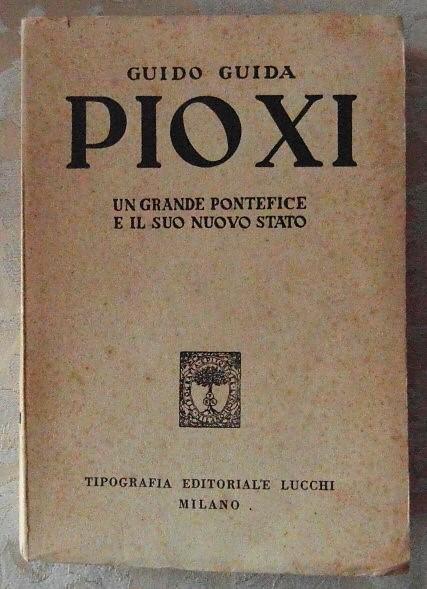 GUIDO GUIDA
PIO XI
UN GRANDE PONTEFICE
E IL SUO NUOVO STATO
TIPOGRAFIA EDITORIALE LUCCHI
MILANO